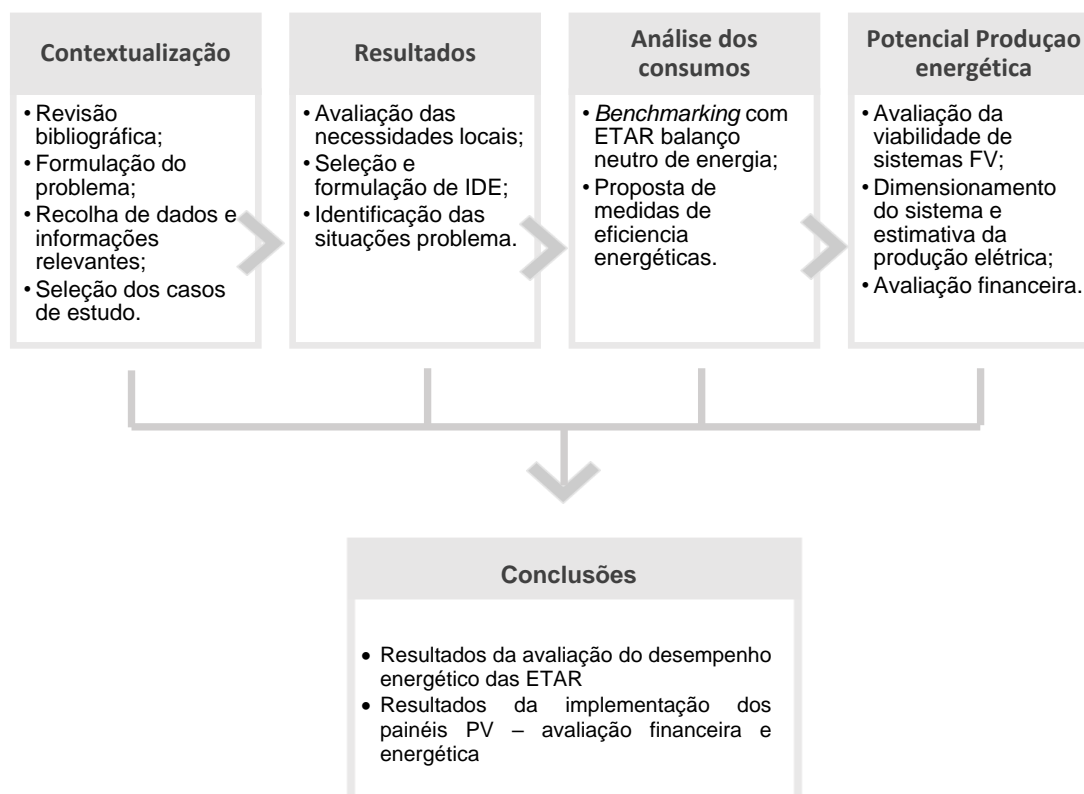 Contextualização
• Revisão
bibliográfica;
• Formulação do
problema;
• Recolha de dados e
informações
relevantes;
• Seleção dos casos
de estudo.
Resultados
• Avaliação das
necessidades locais;
• Seleção e
formulação de IDE;
• Identificação das
situações problema.
Análise dos
consumos
• Benchmarking com
ETAR balanço
neutro de energia;
• Proposta de
medidas de
eficiencia
energéticas.
Potencial Produçao
energética
• Avaliação da
viabilidade de
sistemas FV;
• Dimensionamento
do sistema e
estimativa da
produção elétrica;
• Avaliação financeira.
Conclusões
• Resultados da avaliação do desempenho
energético das ETAR
• Resultados da implementação dos
painéis PV – avaliação financeira e
energética